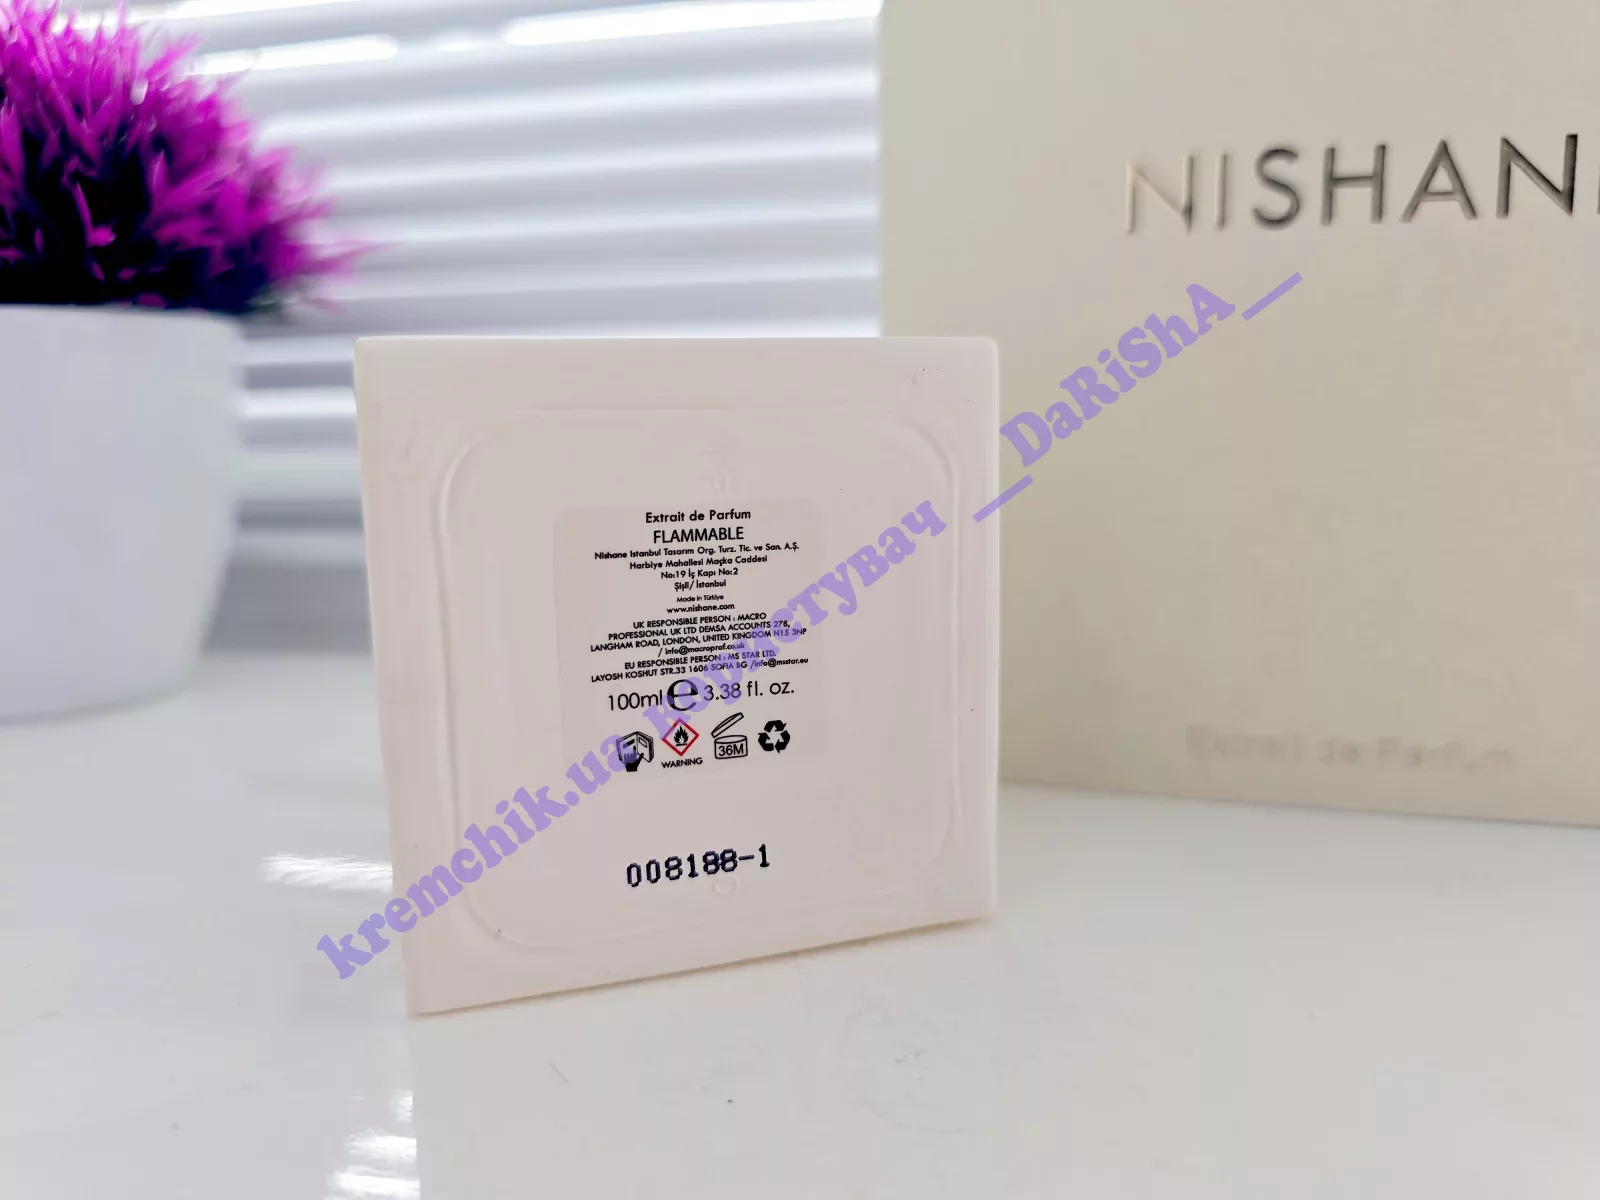 NISHAN
Extrait de Parfum
Extrait de Parfum
FLAMMABLE
Nishane Istanbul Tasarım Org. Turz. Tic. ve San. A.Ş.
Harbiye Mahallesi Maçka Caddesi
No:19 İç Kapı No:2
Şişli/ İstanbul
Made in Türkiye
www.nishane.com
UK RESPONSIBLE PERSON : MACRO
PROFESSIONAL UK LTD DEMSA ACCOUNTS 278,
LANGHAM ROAD, LONDON, UNITED KINGDOM N15 3NP
/ info@macroprof.co.uk
EU RESPONSIBLE PERSON : MS STAR LTD.
LAYOSH KOSHUT STR.33 1606 SOFIA BG /info@msstar.eu
100ml e 3.38 fl. oz.
36M
WARNING
008188-1
kremchik.ua користувач __DaRiShA__